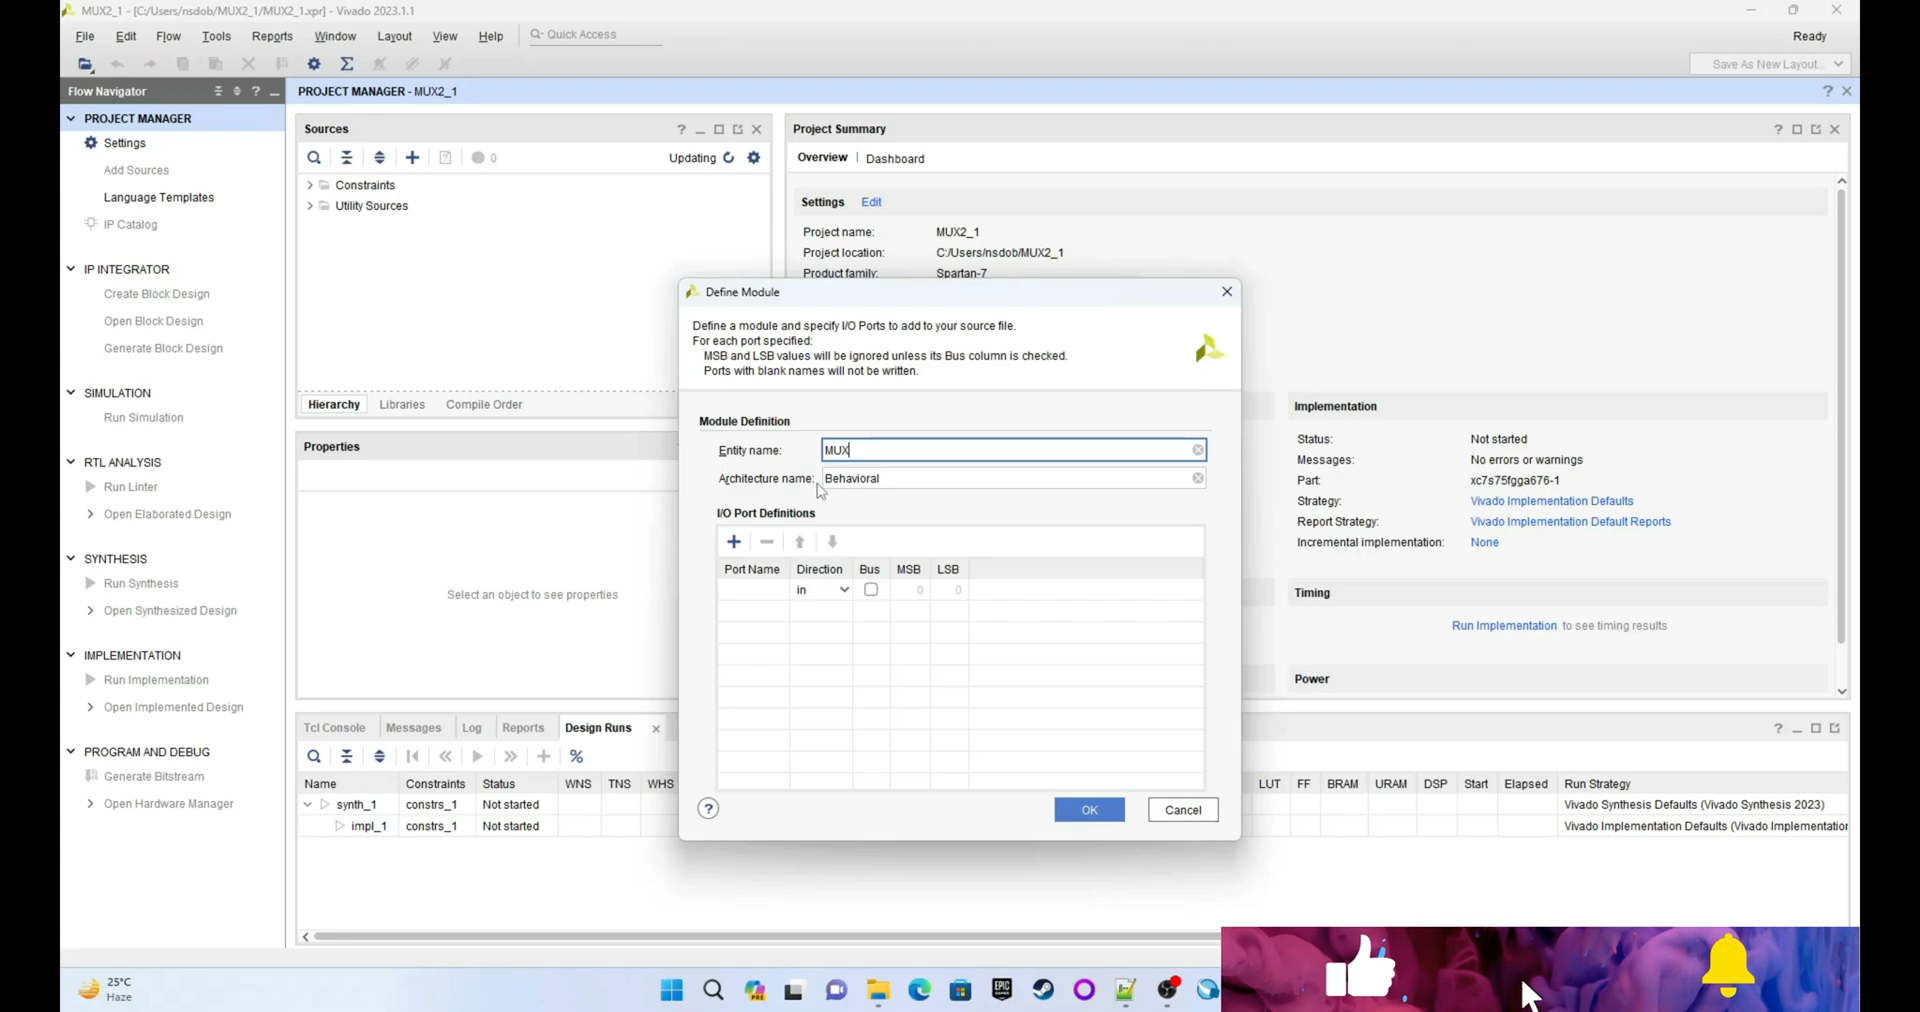 MUX2_1 - [C:/Users/nsdob/MUX2_1/MUX2_1.xpr] - Vivado 2023.1.1
File Edit Flow Tools Reports Window Layout View Help Quick Access
Ready
Save As New Layout...
Flow Navigator
PROJECT MANAGER - MUX2_1
PROJECT MANAGER
Settings
Add Sources
Language Templates
IP Catalog
IP INTEGRATOR
Create Block Design
Open Block Design
Generate Block Design
SIMULATION
Run Simulation
RTL ANALYSIS
Run Linter
Open Elaborated Design
SYNTHESIS
Run Synthesis
Open Synthesized Design
IMPLEMENTATION
Run Implementation
Open Implemented Design
PROGRAM AND DEBUG
Generate Bitstream
Open Hardware Manager
Sources
0 Updating
Constraints
Utility Sources
Hierarchy Libraries Compile Order
Properties
Select an object to see properties
Project Summary
Overview Dashboard
Settings Edit
Project name: MUX2_1
Project location: C:/Users/nsdob/MUX2_1
Product family: Spartan-7
Define Module
Define a module and specify I/O Ports to add to your source file.
For each port specified:
MSB and LSB values will be ignored unless its Bus column is checked.
Ports with blank names will not be written.
Module Definition
Entity name: MUX
Architecture name: Behavioral
I/O Port Definitions
Port Name Direction Bus MSB LSB
in 0 0
OK Cancel
Implementation
Status: Not started
Messages: No errors or warnings
Part: xc7s75fgga676-1
Strategy: Vivado Implementation Defaults
Report Strategy: Vivado Implementation Default Reports
Incremental implementation: None
Timing
Run Implementation to see timing results
Power
Tcl Console Messages Log Reports Design Runs
Name Constraints Status WNS TNS WHS LUT FF BRAM URAM DSP Start Elapsed Run Strategy
synth_1 constrs_1 Not started Vivado Synthesis Defaults (Vivado Synthesis 2023)
impl_1 constrs_1 Not started Vivado Implementation Defaults (Vivado Implementation
25°C
Haze
PRE
EPIC